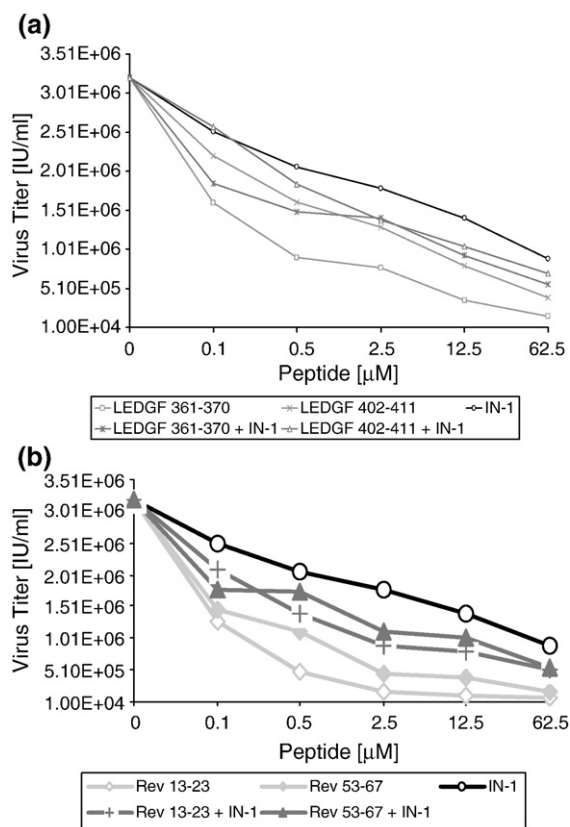 (a)
3.51E+06
3.01E+06
2.51E+06
2.01E+06
1.51E+06
1.01E+06
5.10E+05
1.00E+04
Virus Titer [IU/ml]
0 0.1 0.5 2.5 12.5 62.5
Peptide [µM]
LEDGF 361-370 LEDGF 402-411 IN-1
LEDGF 361-370 + IN-1 LEDGF 402-411 + IN-1
(b)
3.51E+06
3.01E+06
2.51E+06
2.01E+06
1.51E+06
1.01E+06
5.10E+05
1.00E+04
Virus Titer [IU/ml]
0 0.1 0.5 2.5 12.5 62.5
Peptide [µM]
Rev 13-23 Rev 53-67 IN-1
Rev 13-23 + IN-1 Rev 53-67 + IN-1